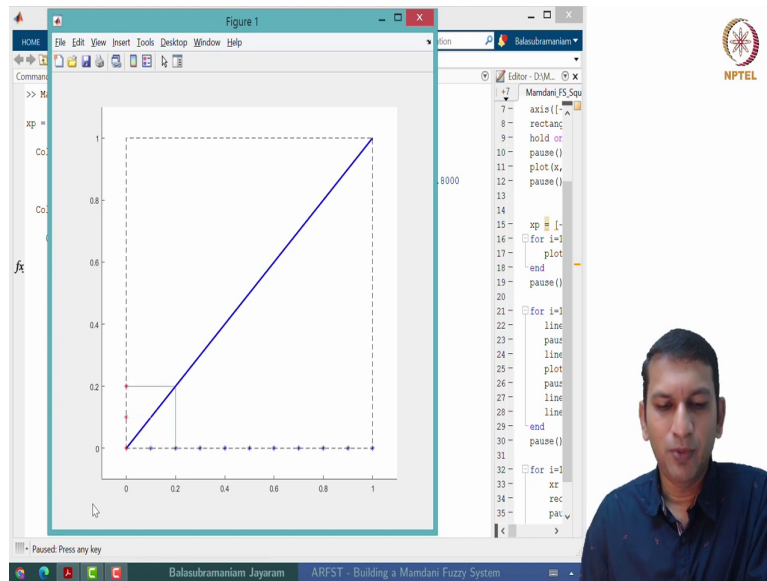 Figure 1
HOME
Balasubramaniam
File Edit View Insert Tools Desktop Window Help
NPTEL
Editor - D:\M...
+7 Mamdani_FS_Squ
7 – axis([-
8 – rectang
9 – hold on
10 – pause()
11 – plot(x,
12 – pause()
13
14
15 – xp = [-
16 – for i=1
17 – plot
18 – end
19 – pause()
20
21 – for i=1
22 – line
23 – paus
24 – line
25 – plot
26 – paus
27 – line
28 – line
29 – end
30 – pause()
31
32 – for i=1
33 – xr
34 – rec
35 – pau
>> Ma
xp =
Col
.8000
Col
fx
1
0.8
0.6
0.4
0.2
0
0 0.2 0.4 0.6 0.8 1
Paused: Press any key
Balasubramaniam Jayaram ARFST - Building a Mamdani Fuzzy System